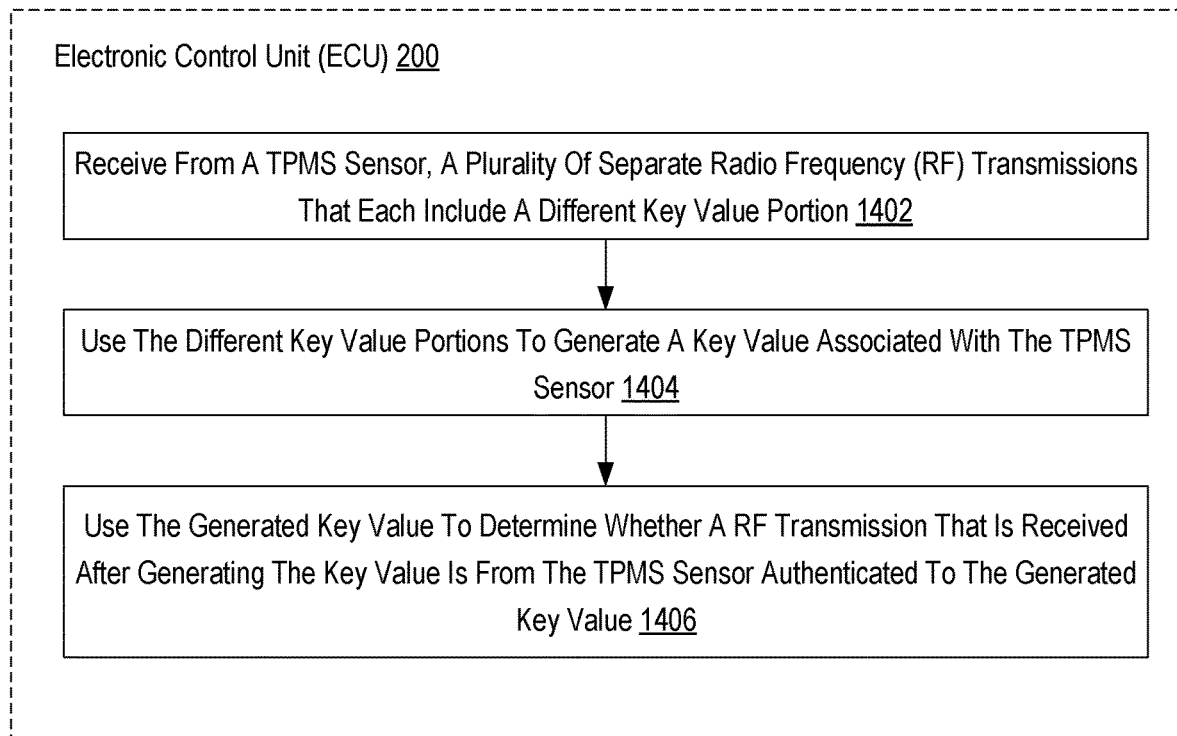 Electronic Control Unit (ECU) 200
Receive From A TPMS Sensor, A Plurality Of Separate Radio Frequency (RF) Transmissions
That Each Include A Different Key Value Portion 1402
Use The Different Key Value Portions To Generate A Key Value Associated With The TPMS
Sensor 1404
Use The Generated Key Value To Determine Whether A RF Transmission That Is Received
After Generating The Key Value Is From The TPMS Sensor Authenticated To The Generated
Key Value 1406